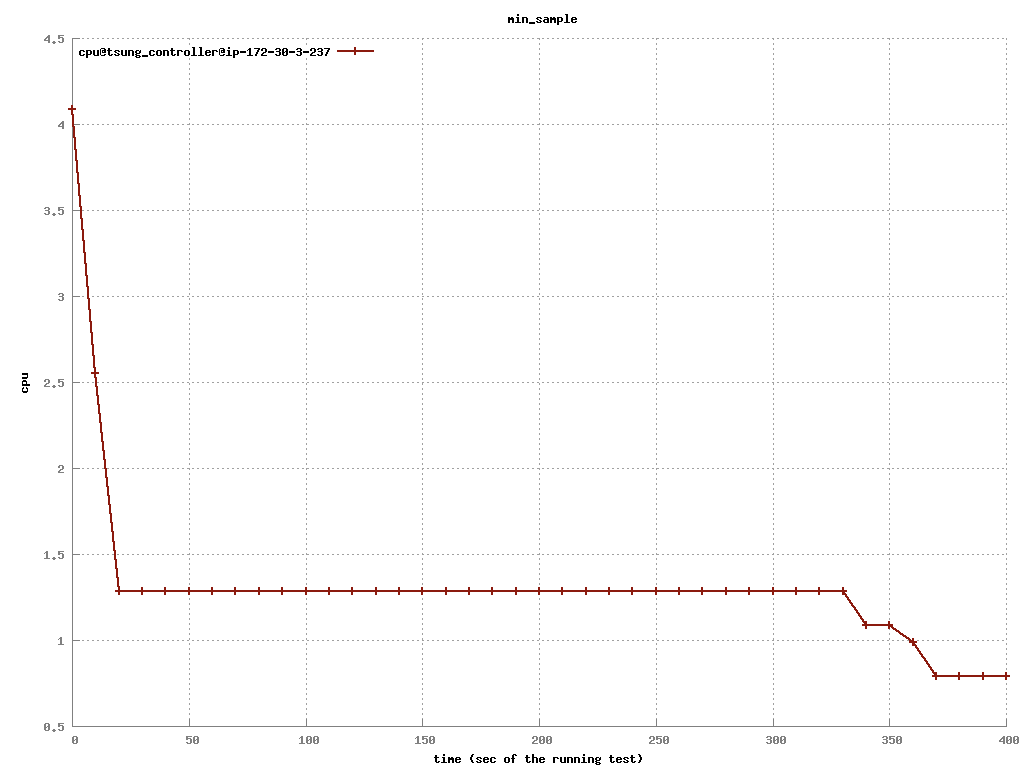 min_sample
4.5
cpu@tsung_controller@ip-172-30-3-237
4
3.5
3
2.5
cpu
2
1.5
1
0.5
0 50 100 150 200 250 300 350 400
time (sec of the running test)